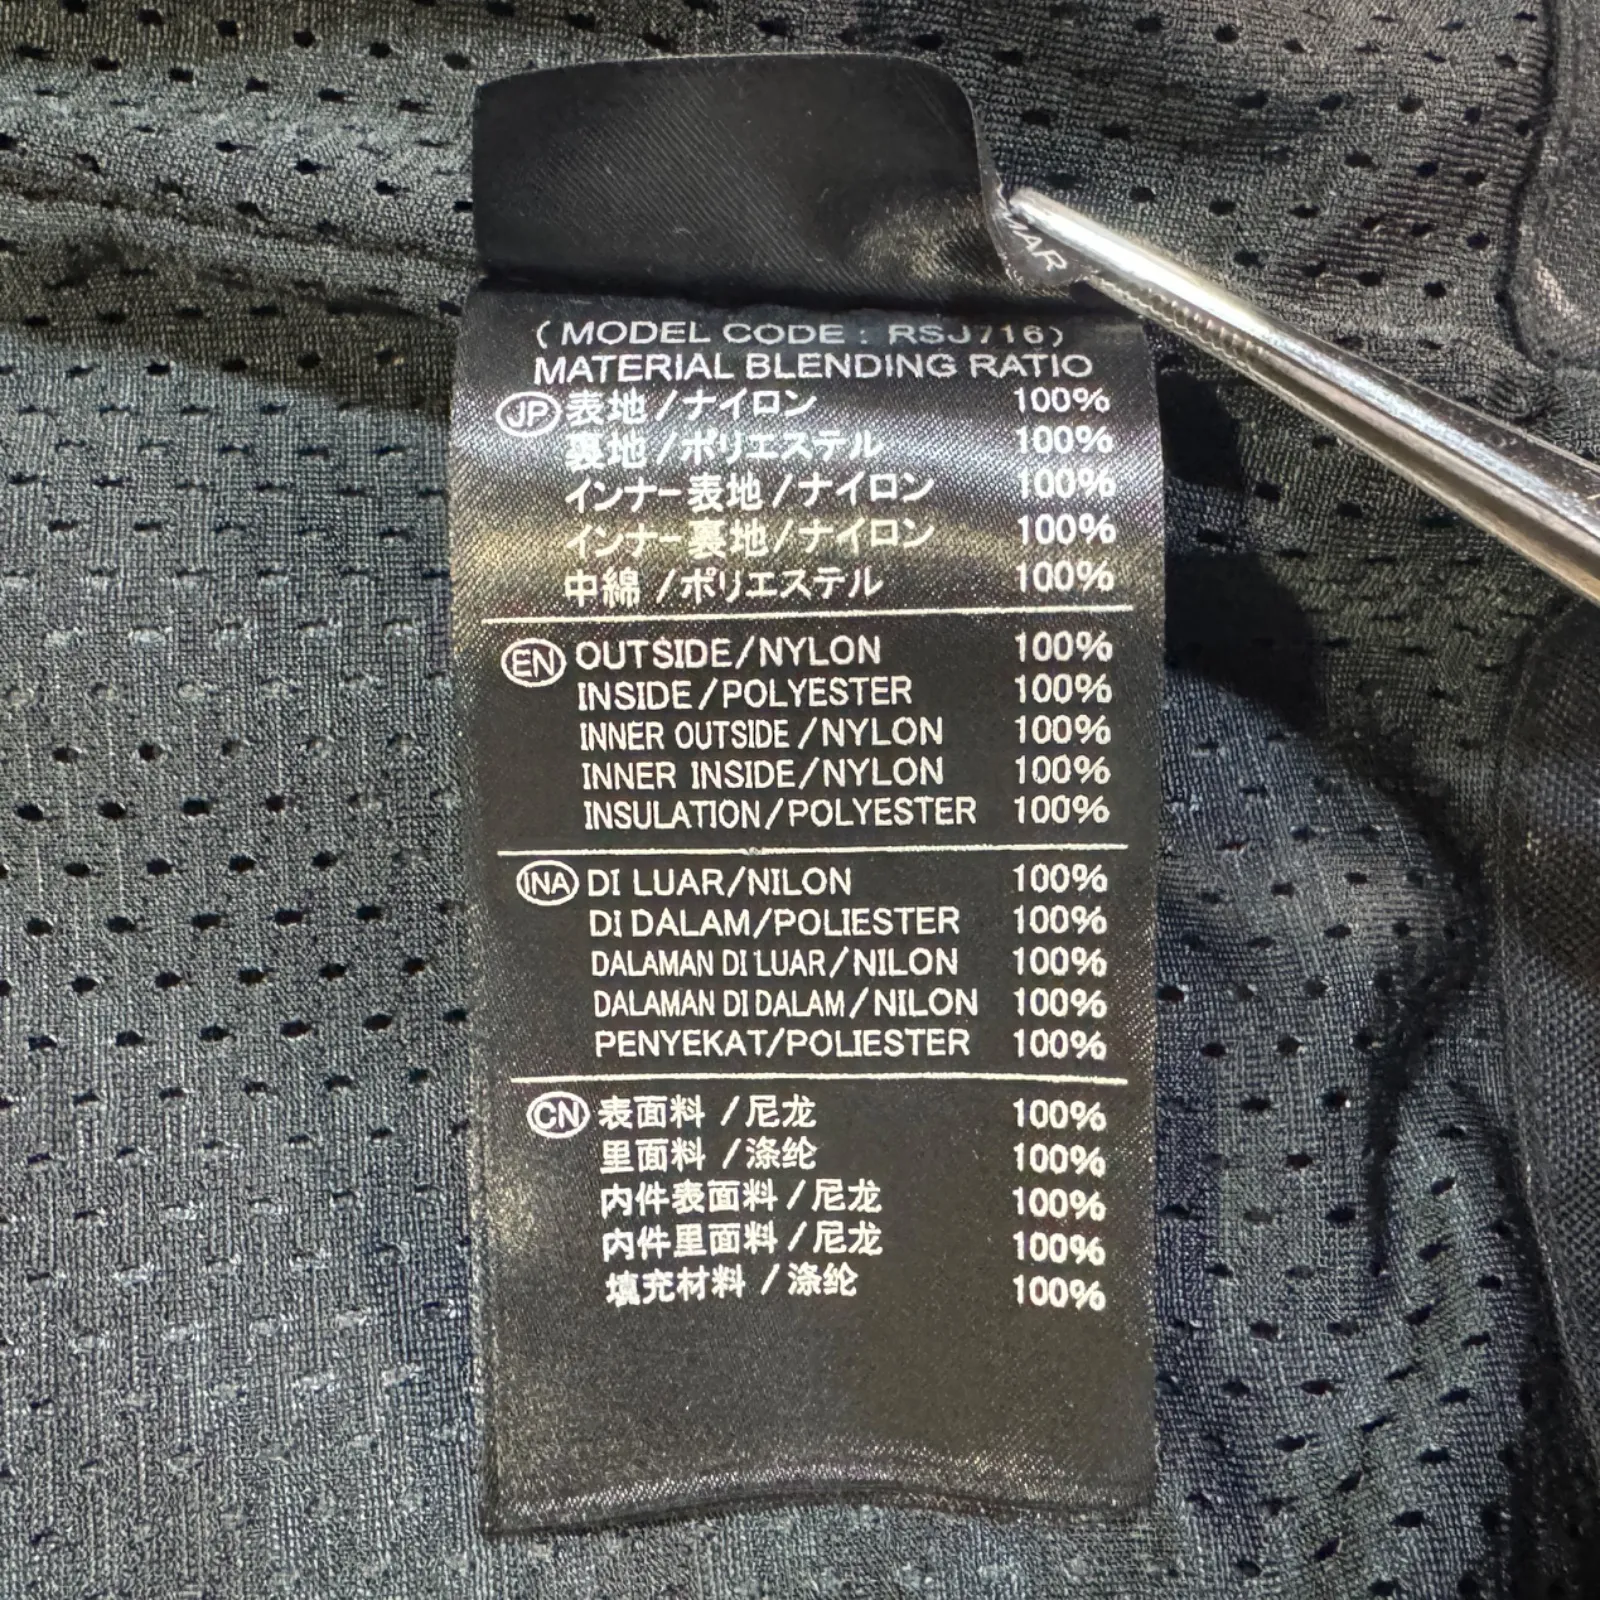 MAR
( MODEL CODE : RSJ716)
MATERIAL BLENDING RATIO
JP 表地 / ナイロン 100%
裏地 / ポリエステル 100%
インナー表地 / ナイロン 100%
インナー裏地 / ナイロン 100%
中綿 / ポリエステル 100%
EN OUTSIDE/NYLON 100%
INSIDE/POLYESTER 100%
INNER OUTSIDE/NYLON 100%
INNER INSIDE/NYLON 100%
INSULATION/POLYESTER 100%
INA DI LUAR/NILON 100%
DI DALAM/POLIESTER 100%
DALAMAN DI LUAR/NILON 100%
DALAMAN DI DALAM/NILON 100%
PENYEKAT/POLIESTER 100%
CN 表面料 / 尼龙 100%
里面料 / 涤纶 100%
内件表面料 / 尼龙 100%
内件里面料 / 尼龙 100%
填充材料 / 涤纶 100%